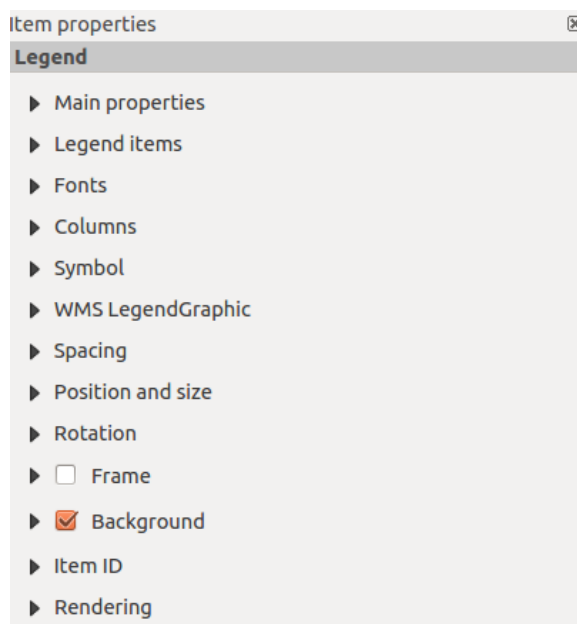 Item properties
Legend
Main properties
Legend items
Fonts
Columns
Symbol
WMS LegendGraphic
Spacing
Position and size
Rotation
Frame
Background
Item ID
Rendering